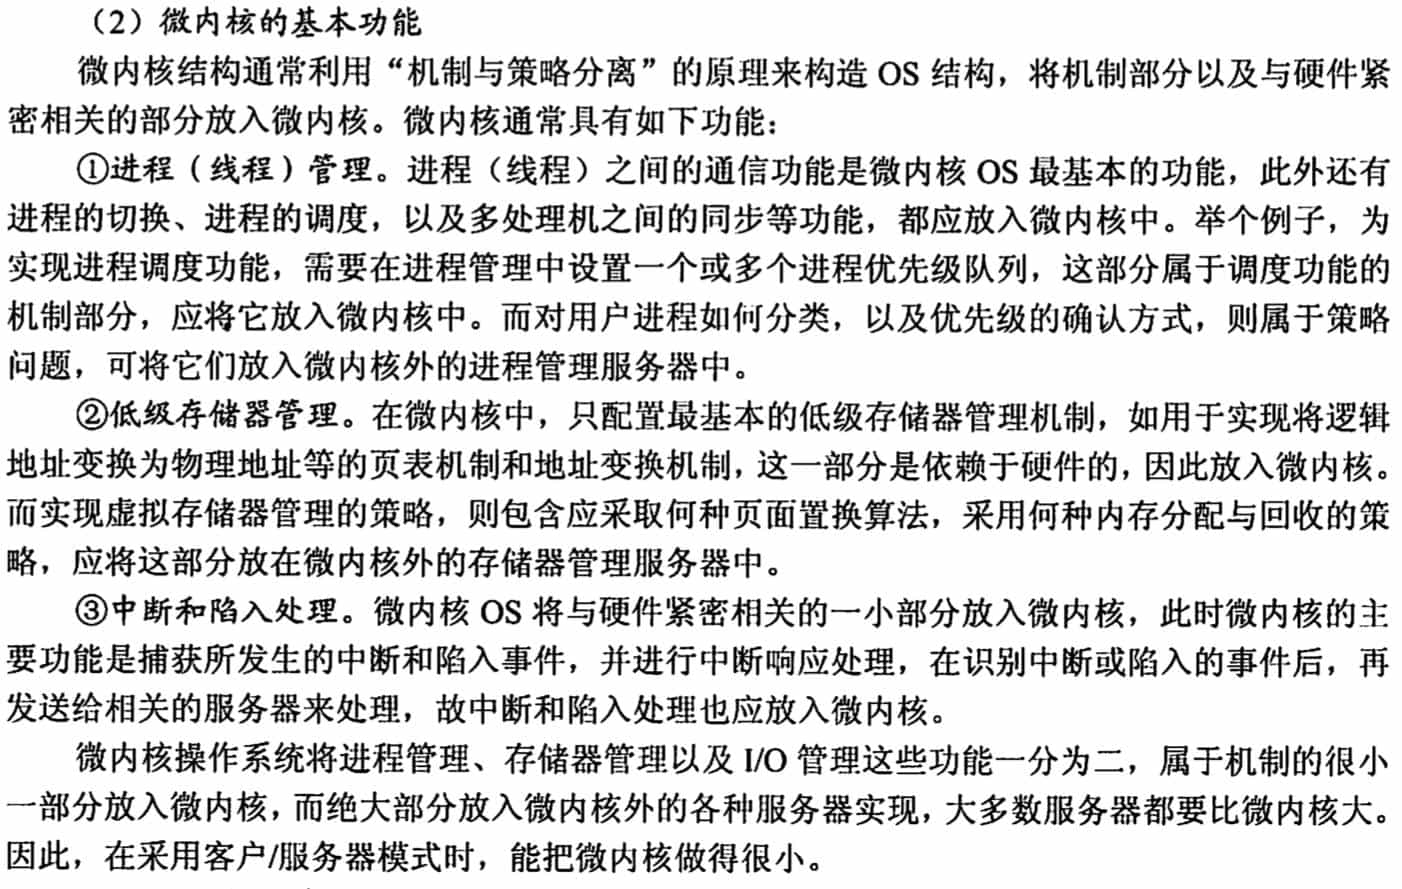 （2）微内核的基本功能
微内核结构通常利用“机制与策略分离”的原理来构造 OS 结构，将机制部分以及与硬件紧
密相关的部分放入微内核。微内核通常具有如下功能：
①进程（线程）管理。进程（线程）之间的通信功能是微内核 OS 最基本的功能，此外还有
进程的切换、进程的调度，以及多处理机之间的同步等功能，都应放入微内核中。举个例子，为
实现进程调度功能，需要在进程管理中设置一个或多个进程优先级队列，这部分属于调度功能的
机制部分，应将它放入微内核中。而对用户进程如何分类，以及优先级的确认方式，则属于策略
问题，可将它们放入微内核外的进程管理服务器中。
②低级存储器管理。在微内核中，只配置最基本的低级存储器管理机制，如用于实现将逻辑
地址变换为物理地址等的页表机制和地址变换机制，这一部分是依赖于硬件的，因此放入微内核。
而实现虚拟存储器管理的策略，则包含应采取何种页面置换算法，采用何种内存分配与回收的策
略，应将这部分放在微内核外的存储器管理服务器中。
③中断和陷入处理。微内核 OS 将与硬件紧密相关的一小部分放入微内核，此时微内核的主
要功能是捕获所发生的中断和陷入事件，并进行中断响应处理，在识别中断或陷入的事件后，再
发送给相关的服务器来处理，故中断和陷入处理也应放入微内核。
微内核操作系统将进程管理、存储器管理以及 I/O 管理这些功能一分为二，属于机制的很小
一部分放入微内核，而绝大部分放入微内核外的各种服务器实现，大多数服务器都要比微内核大。
因此，在采用客户/服务器模式时，能把微内核做得很小。